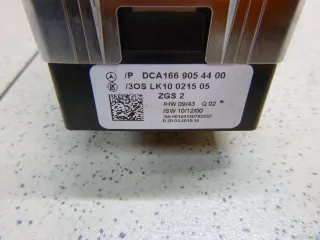 /P DCA166 905 44 00
/3OS LK10 0215 05
ZGS 2
/HW 09/43 Q 02
/SW 10/12/00